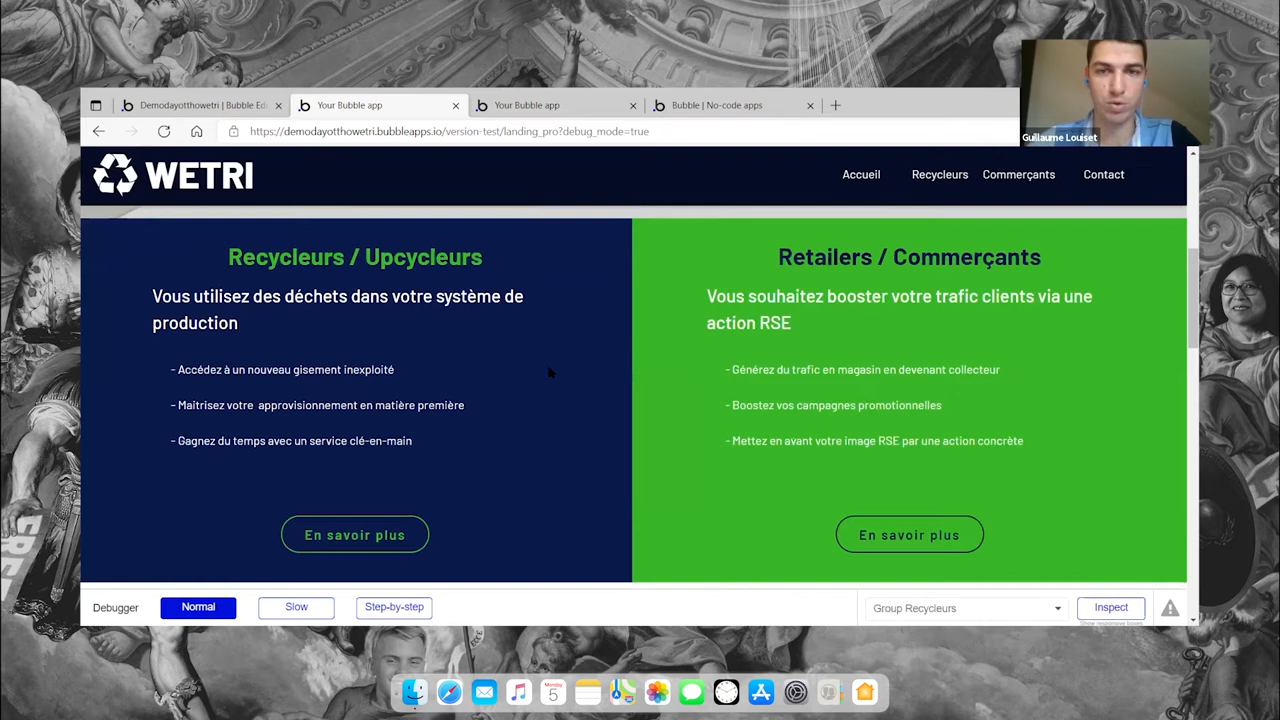 Demodayotthowetri | Bubble Ed
Your Bubble app
Your Bubble app
Bubble | No-code apps
https://demodayotthowetri.bubbleapps.io/version-test/landing_pro?debug_mode=true
Guillaume Louiset
WETRI
Accueil
Recycleurs
Commerçants
Contact
Recycleurs / Upcycleurs
Vous utilisez des déchets dans votre système de
production
- Accédez à un nouveau gisement inexploité
- Maitrisez votre approvisionnement en matière première
- Gagnez du temps avec un service clé-en-main
En savoir plus
Retailers / Commerçants
Vous souhaitez booster votre trafic clients via une
action RSE
- Générez du trafic en magasin en devenant collecteur
- Boostez vos campagnes promotionnelles
- Mettez en avant votre image RSE par une action concrète
En savoir plus
Debugger
Normal
Slow
Step-by-step
Group Recycleurs
Inspect
Show responsive boxes
Monday
5